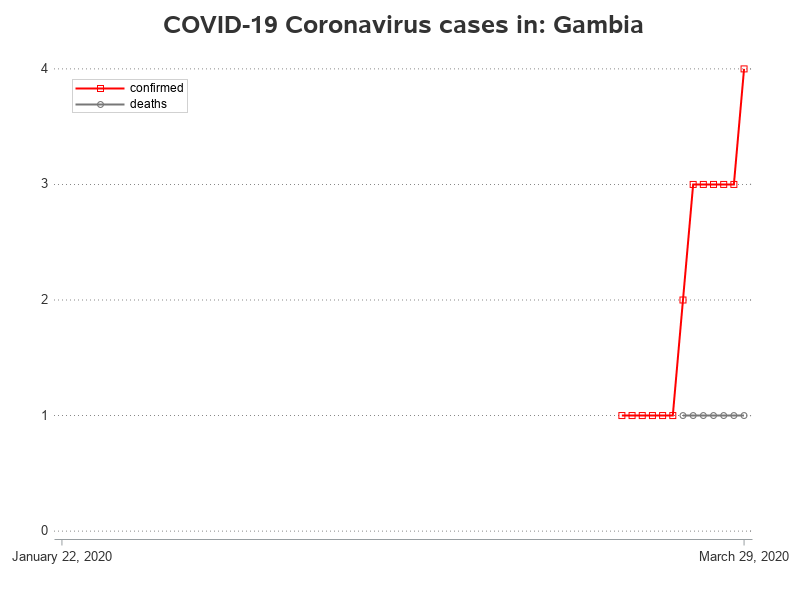 COVID-19 Coronavirus cases in: Gambia
4
confirmed
deaths
3
2
1
0
January 22, 2020
March 29, 2020